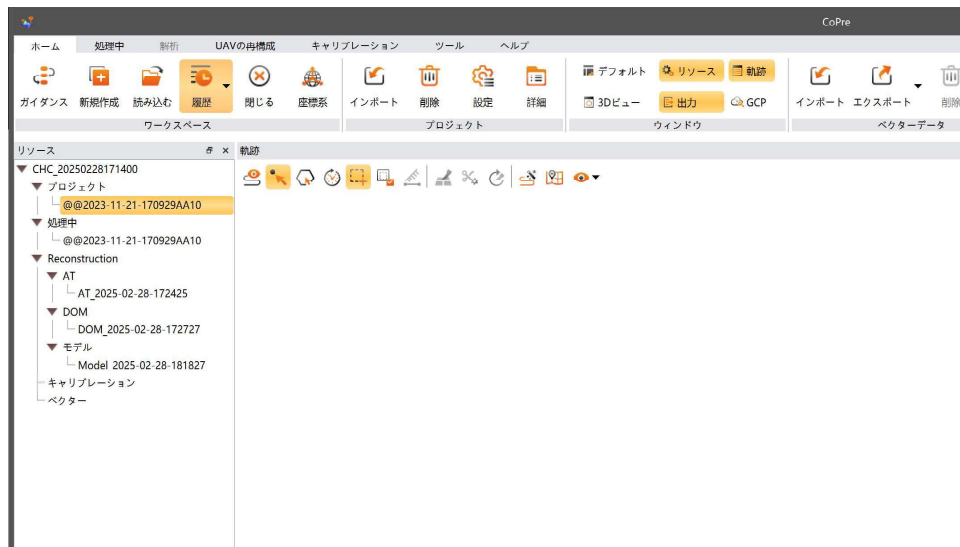 CoPre
ホーム 処理中 解析 UAVの再構成 キャリブレーション ツール ヘルプ
ガイダンス 新規作成 読み込む 履歴 閉じる 座標系 インポート 削除 設定 詳細 デフォルト リソース 軌跡 3Dビュー 出力 GCP インポート エクスポート 削除
ワークスペース プロジェクト ウィンドウ ベクターデータ
リソース 軌跡
CHC_20250228171400
プロジェクト
@@2023-11-21-170929AA10
処理中
@@2023-11-21-170929AA10
Reconstruction
AT
AT_2025-02-28-172425
DOM
DOM_2025-02-28-172727
モデル
Model 2025-02-28-181827
キャリブレーション
ベクター